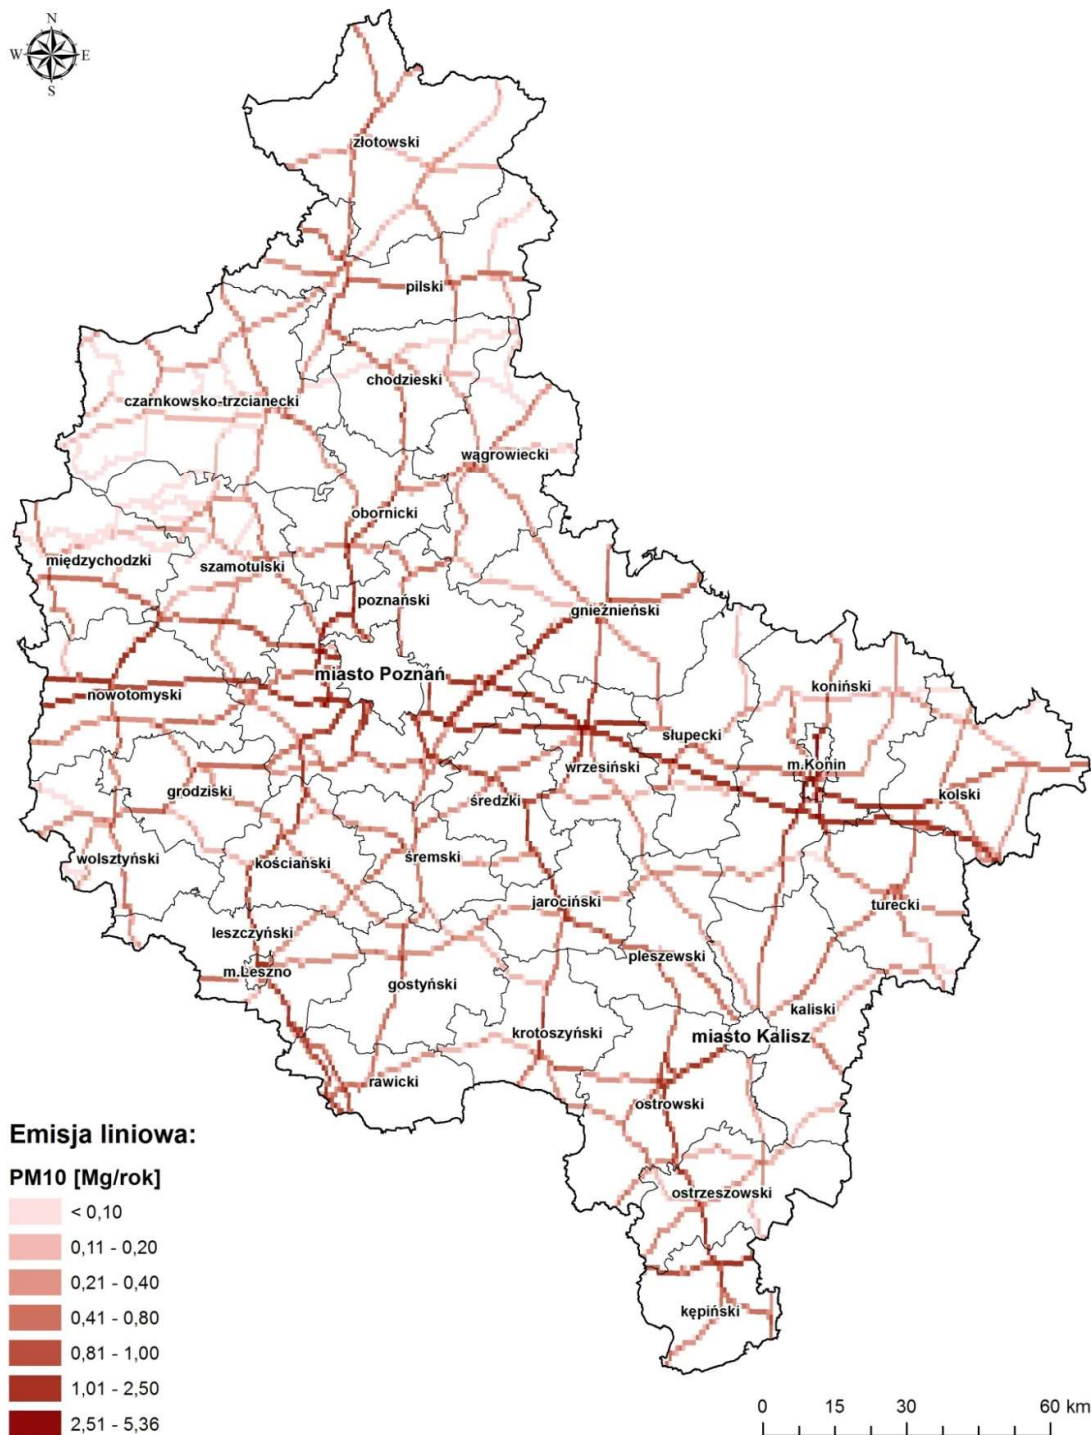 N
W E
S
złotowski
pilski
chodzieski
czarnkowsko-trzcianecki
wągrowiecki
obornicki
międzychodzki
szamotulski
poznański
gnieźnieński
miasto Poznań
koniński
nowotomyski
słupecki
wrzesiński
m.Konin
grodziski
średzki
kolski
wolsztyński
kościański
śremski
jarociński
turecki
leszczyński
pleszewski
m.Leszno
gostyński
kaliski
krotoszyński
miasto Kalisz
rawicki
ostrowski
ostrzeszowski
kępiński
Emisja liniowa:
PM10 [Mg/rok]
< 0,10
0,11 - 0,20
0,21 - 0,40
0,41 - 0,80
0,81 - 1,00
1,01 - 2,50
2,51 - 5,36
0 15 30 60 km